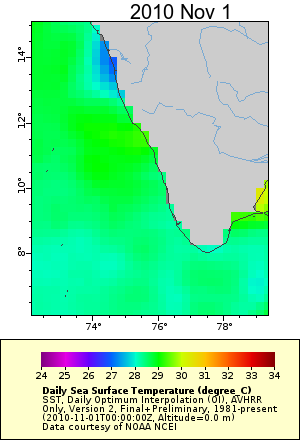 2010 Nov 1
14°
12°
10°
8°
74° 76° 78°
24 25 26 27 28 29 30 31 32 33 34
Daily Sea Surface Temperature (degree_C)
SST, Daily Optimum Interpolation (OI), AVHRR
Only, Version 2, Final+Preliminary, 1981-present
(2010-11-01T00:00:00Z, Altitude=0.0 m)
Data courtesy of NOAA NCEI